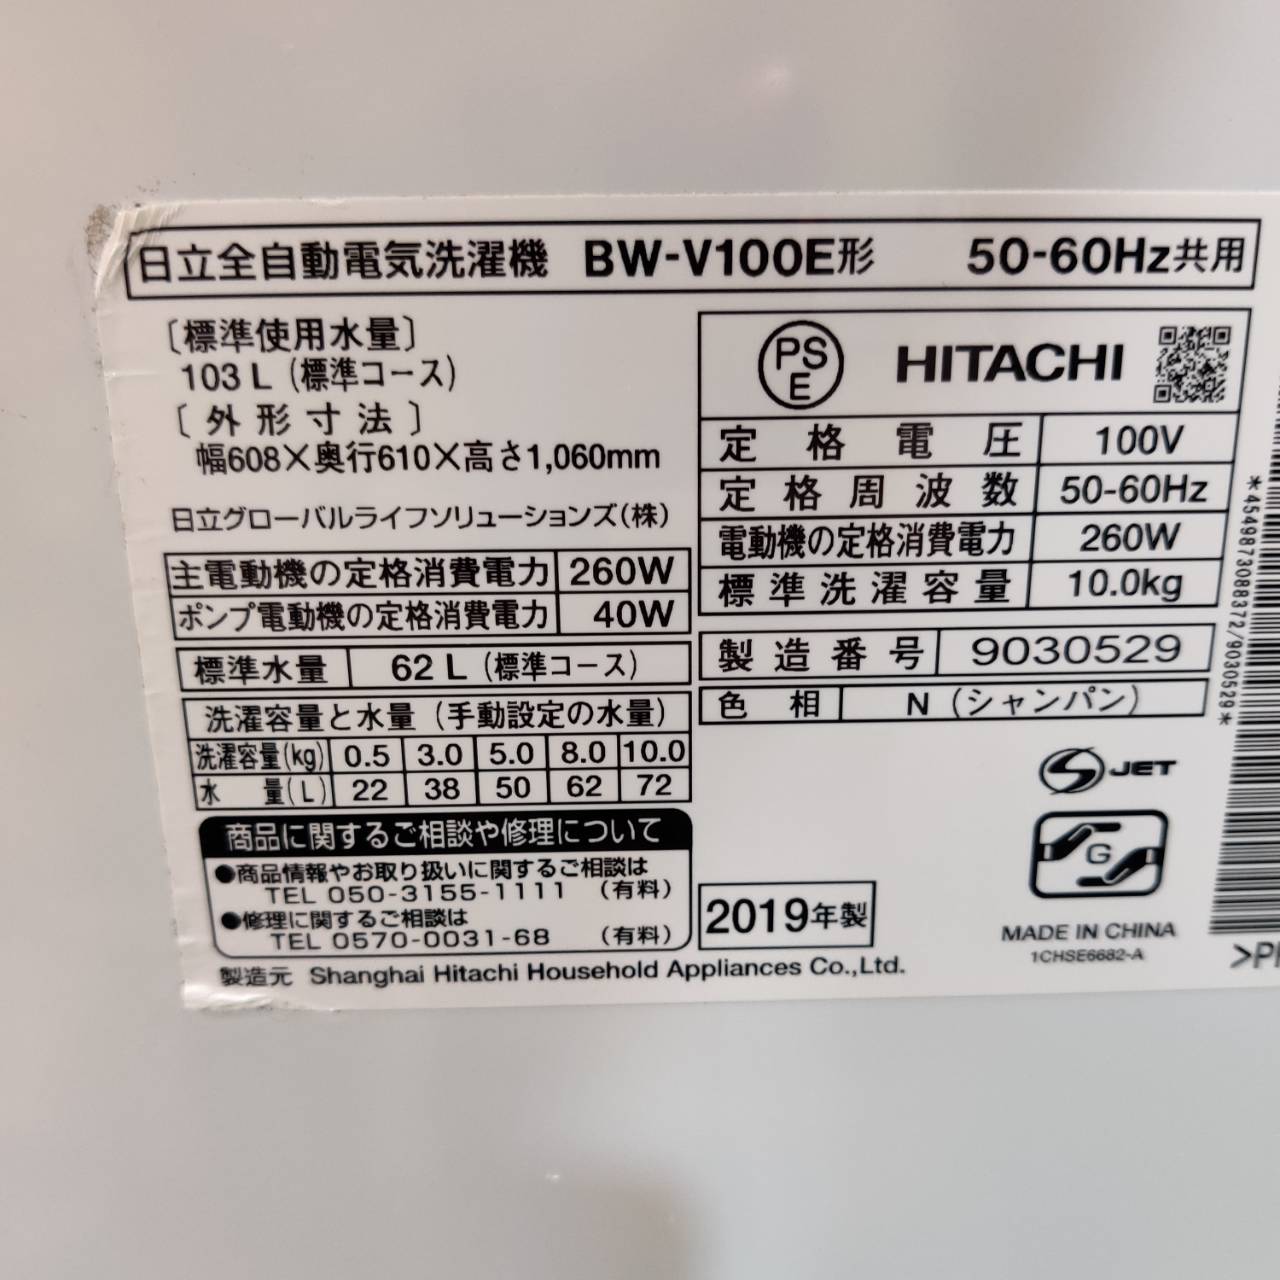 日立全自動電気洗濯機 BW-V100E形 50-60Hz共用
〔標準使用水量〕
103 L (標準コース)
〔外形寸法〕
幅608×奥行610×高さ1,060mm
日立グローバルライフソリューションズ(株)
主電動機の定格消費電力 260W
ポンプ電動機の定格消費電力 40W
標準水量 62 L (標準コース)
洗濯容量と水量 (手動設定の水量)
洗濯容量(kg) 0.5 3.0 5.0 8.0 10.0
水量(L) 22 38 50 62 72
商品に関するご相談や修理について
●商品情報やお取り扱いに関するご相談は
TEL 050-3155-1111 (有料)
●修理に関するご相談は
TEL 0570-0031-68 (有料)
製造元 Shanghai Hitachi Household Appliances Co.,Ltd.
PS
E
HITACHI
定格電圧 100V
定格周波数 50-60Hz
電動機の定格消費電力 260W
標準洗濯容量 10.0kg
製造番号 9030529
色相 N (シャンパン)
S JET
G
2019年製
MADE IN CHINA
1CHSE6682-A
*4549873088372/9030529*